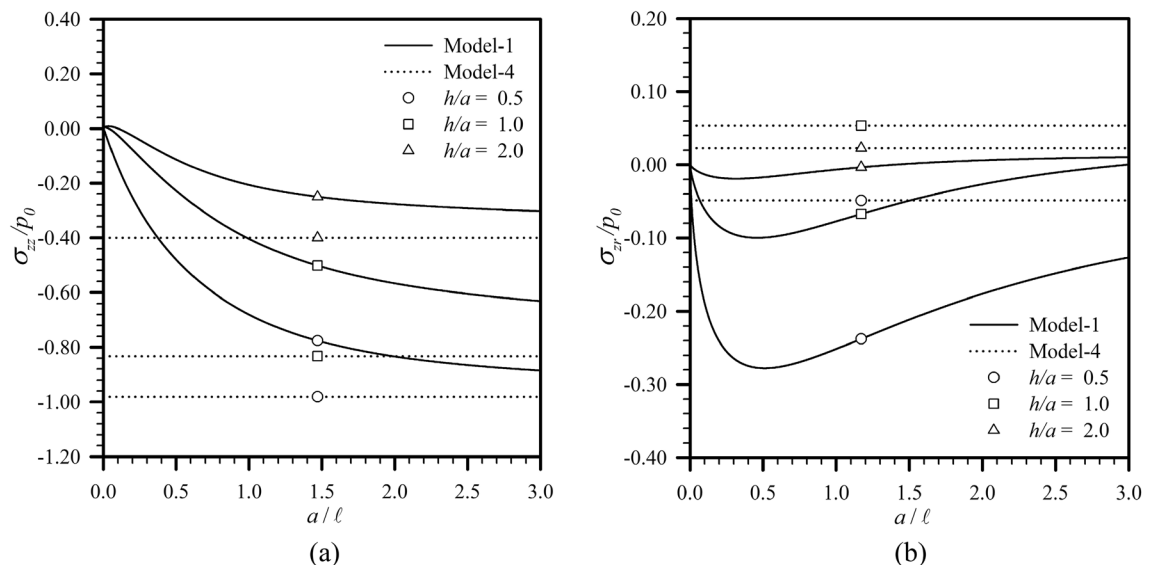 0.40
0.20
0.00
-0.20
-0.40
-0.60
-0.80
-1.00
-1.20
σzz/p0
0.0 0.5 1.0 1.5 2.0 2.5 3.0
a / ℓ
Model-1
Model-4
h/a = 0.5
h/a = 1.0
h/a = 2.0
(a)
0.20
0.10
0.00
-0.10
-0.20
-0.30
-0.40
σzr/p0
0.0 0.5 1.0 1.5 2.0 2.5 3.0
a / ℓ
Model-1
Model-4
h/a = 0.5
h/a = 1.0
h/a = 2.0
(b)